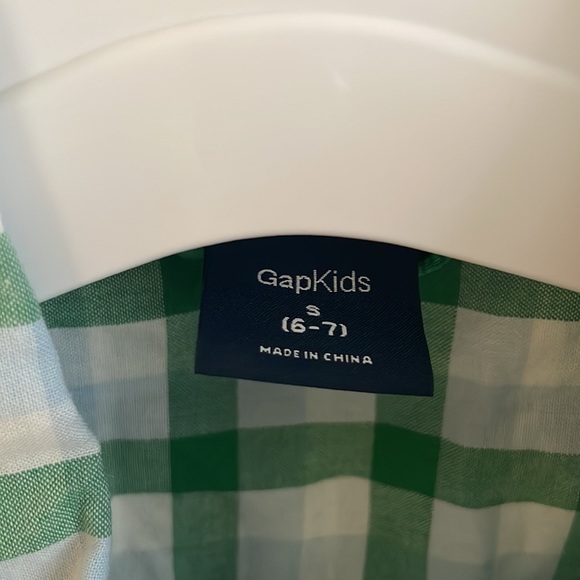 GapKids
S
(6-7)
MADE IN CHINA